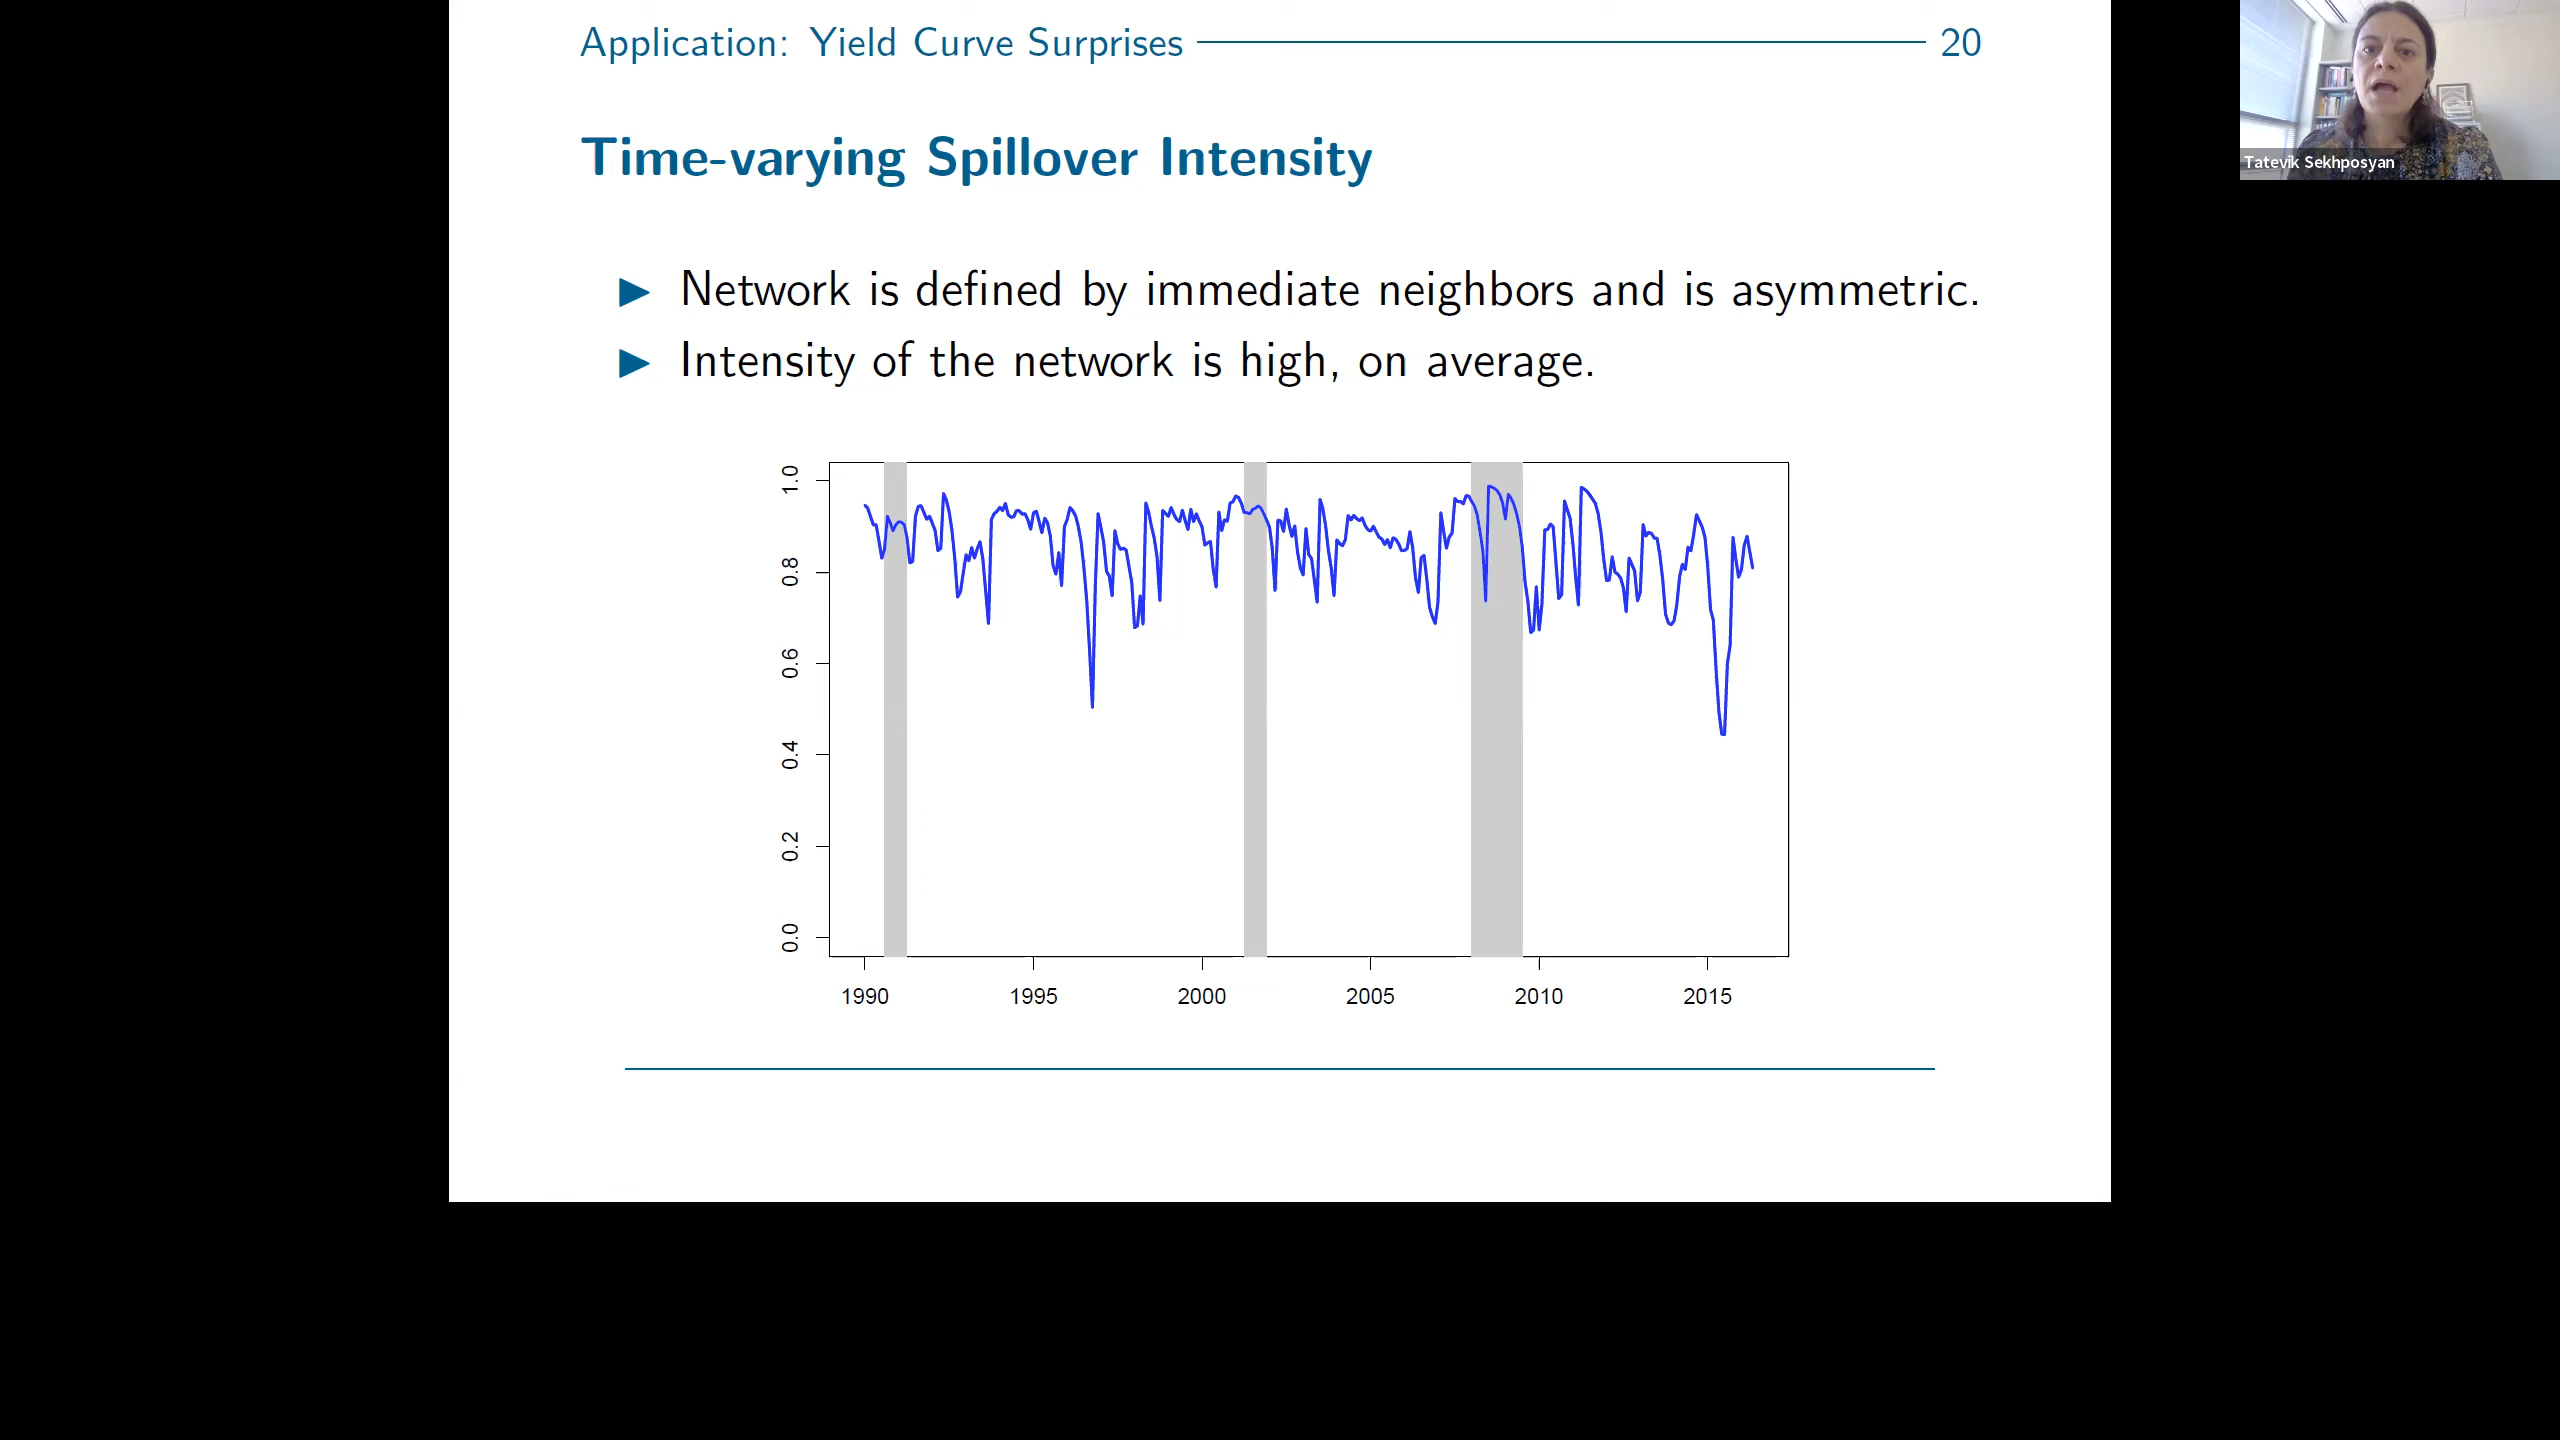 Application: Yield Curve Surprises 20
Tatevik Sekhposyan
Time-varying Spillover Intensity
▶ Network is defined by immediate neighbors and is asymmetric.
▶ Intensity of the network is high, on average.
1.0
0.8
0.6
0.4
0.2
0.0
1990 1995 2000 2005 2010 2015